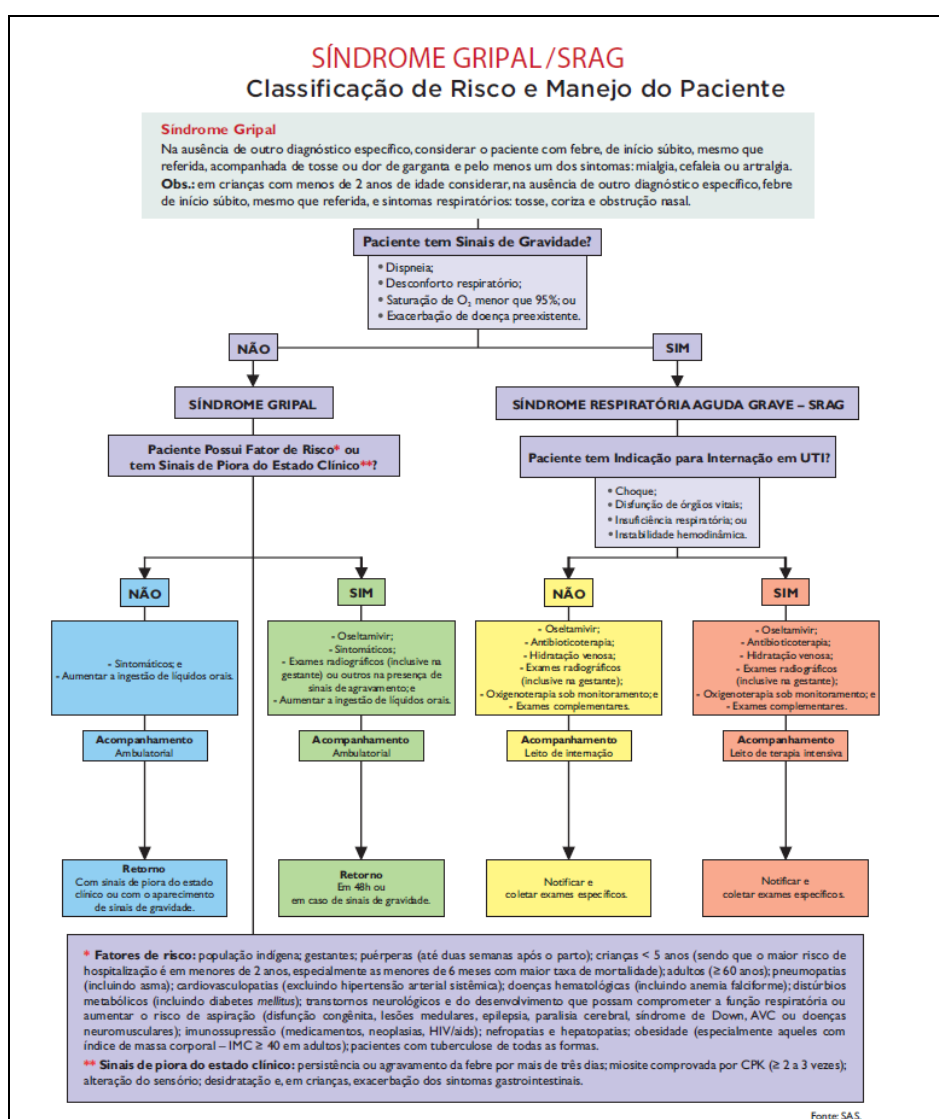 SÍNDROME GRIPAL/SRAG
Classificação de Risco e Manejo do Paciente
Síndrome Gripal
Na ausência de outro diagnóstico específico, considerar o paciente com febre, de início súbito, mesmo que
referida, acompanhada de tosse ou dor de garganta e pelo menos um dos sintomas: mialgia, cefaleia ou artralgia.
Obs.: em crianças com menos de 2 anos de idade considerar, na ausência de outro diagnóstico específico, febre
de início súbito, mesmo que referida, e sintomas respiratórios: tosse, coriza e obstrução nasal.
Paciente tem Sinais de Gravidade?
• Dispneia;
• Desconforto respiratório;
• Saturação de O₂ menor que 95%; ou
• Exacerbação de doença preexistente.
NÃO
SIM
SÍNDROME GRIPAL
SÍNDROME RESPIRATÓRIA AGUDA GRAVE – SRAG
Paciente Possui Fator de Risco* ou
tem Sinais de Piora do Estado Clínico**?
Paciente tem Indicação para Internação em UTI?
• Choque;
• Disfunção de órgãos vitais;
• Insuficiência respiratória; ou
• Instabilidade hemodinâmica.
NÃO
SIM
NÃO
SIM
- Sintomáticos; e
- Aumentar a ingestão de líquidos orais.
- Oseltamivir;
- Sintomáticos;
- Exames radiográficos (inclusive na
gestante) ou outros na presença de
sinais de agravamento; e
- Aumentar a ingestão de líquidos orais.
- Oseltamivir;
- Antibioticoterapia;
- Hidratação venosa;
- Exames radiográficos
(inclusive na gestante);
- Oxigenoterapia sob monitoramento; e
- Exames complementares.
- Oseltamivir;
- Antibioticoterapia;
- Hidratação venosa;
- Exames radiográficos
(inclusive na gestante);
- Oxigenoterapia sob monitoramento; e
- Exames complementares.
Acompanhamento
Ambulatorial
Acompanhamento
Ambulatorial
Acompanhamento
Leito de internação
Acompanhamento
Leito de terapia intensiva
Retorno
Com sinais de piora do estado
clínico ou com o aparecimento
de sinais de gravidade.
Retorno
Em 48h ou
em caso de sinais de gravidade.
Notificar e
coletar exames específicos.
Notificar e
coletar exames específicos.
* Fatores de risco: população indígena; gestantes; puérperas (até duas semanas após o parto); crianças < 5 anos (sendo que o maior risco de
hospitalização é em menores de 2 anos, especialmente as menores de 6 meses com maior taxa de mortalidade); adultos (≥ 60 anos); pneumopatias
(incluindo asma); cardiovasculopatias (excluindo hipertensão arterial sistêmica); doenças hematológicas (incluindo anemia falciforme); distúrbios
metabólicos (incluindo diabetes mellitus); transtornos neurológicos e do desenvolvimento que possam comprometer a função respiratória ou
aumentar o risco de aspiração (disfunção congênita, lesões medulares, epilepsia, paralisia cerebral, síndrome de Down, AVC ou doenças
neuromusculares); imunossupressão (medicamentos, neoplasias, HIV/aids); nefropatias e hepatopatias; obesidade (especialmente aqueles com
índice de massa corporal – IMC ≥ 40 em adultos); pacientes com tuberculose de todas as formas.
** Sinais de piora do estado clínico: persistência ou agravamento da febre por mais de três dias; miosite comprovada por CPK (≥ 2 a 3 vezes);
alteração do sensório; desidratação e, em crianças, exacerbação dos sintomas gastrointestinais.
Fonte: SAS.